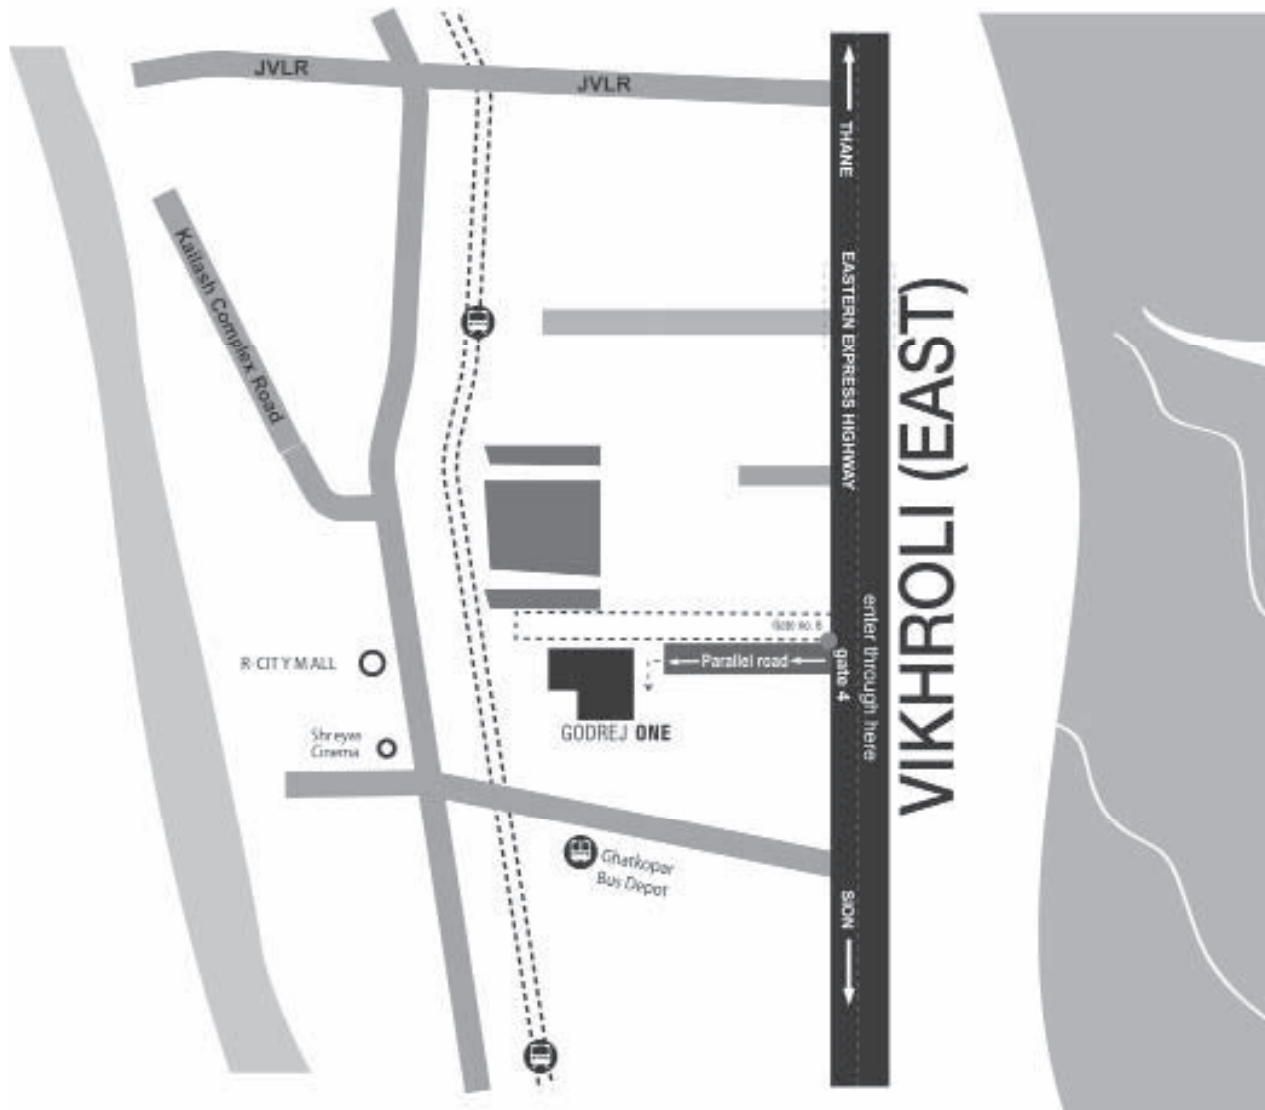 JVLR
JVLR
THANE
Kailash Complex Road
EASTERN EXPRESS HIGHWAY
VIKHROLI (EAST)
enter through here
Gate no. 6
gate 4
Parallel road
R-CITY MALL
GODREJ ONE
Shreyas
Cinema
Ghatkopar
Bus Depot
SION